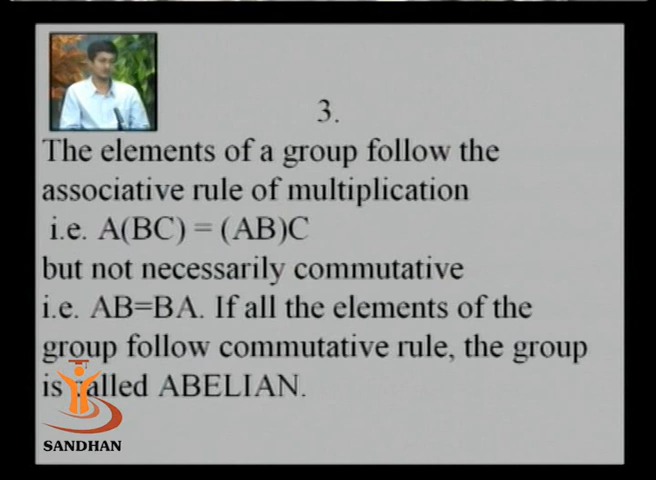 3.
The elements of a group follow the
associative rule of multiplication
i.e. A(BC) = (AB)C
but not necessarily commutative
i.e. AB=BA. If all the elements of the
group follow commutative rule, the group
is called ABELIAN.
SANDHAN